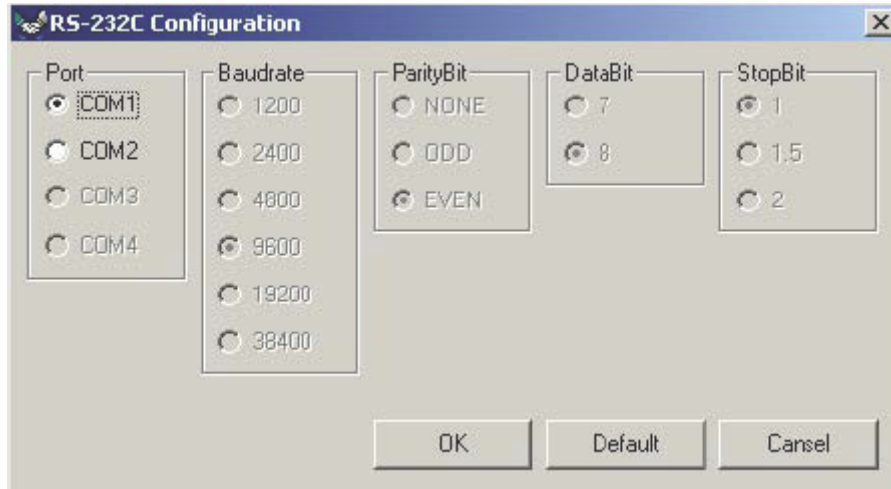 RS-232C Configuration
Port
COM1
COM2
COM3
COM4
Baudrate
1200
2400
4800
9600
19200
38400
ParityBit
NONE
ODD
EVEN
DataBit
7
8
StopBit
1
1.5
2
OK
Default
Cansel